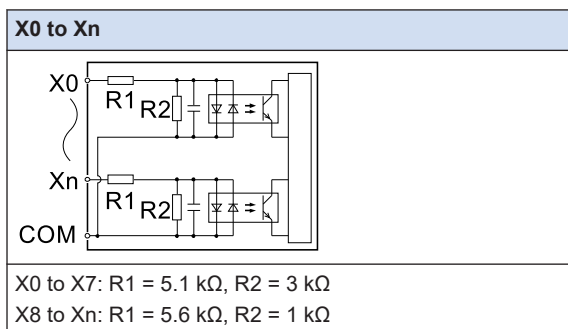 X0 to Xn
X0
R1
R2
Xn
R1
R2
COM
X0 to X7: R1 = 5.1 kΩ, R2 = 3 kΩ
X8 to Xn: R1 = 5.6 kΩ, R2 = 1 kΩ